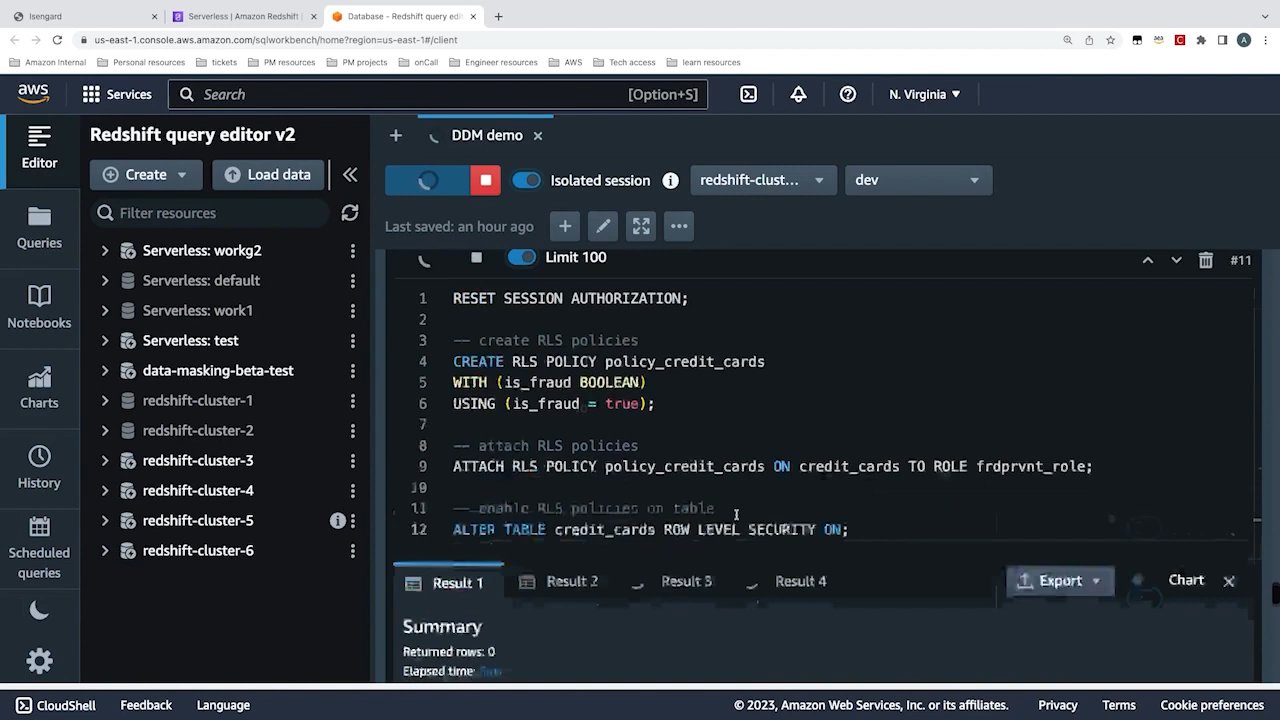 Isengard
Serverless | Amazon Redshift
Database - Redshift query edi
us-east-1.console.aws.amazon.com/sqlworkbench/home?region=us-east-1#/client
Amazon Internal
Personal resources
tickets
PM resources
PM projects
onCall
Engineer resources
AWS
Tech access
learn resources
aws
Services
Search
[Option+S]
N. Virginia
Editor
Queries
Notebooks
Charts
History
Scheduled
queries
Redshift query editor v2
Create
Load data
Filter resources
Serverless: workg2
Serverless: default
Serverless: work1
Serverless: test
data-masking-beta-test
redshift-cluster-1
redshift-cluster-2
redshift-cluster-3
redshift-cluster-4
redshift-cluster-5
redshift-cluster-6
DDM demo
Isolated session
redshift-clust...
dev
Last saved: an hour ago
Limit 100
#11
1 RESET SESSION AUTHORIZATION;
2
3 -- create RLS policies
4 CREATE RLS POLICY policy_credit_cards
5 WITH (is_fraud BOOLEAN)
6 USING (is_fraud = true);
7
8 -- attach RLS policies
9 ATTACH RLS POLICY policy_credit_cards ON credit_cards TO ROLE frdprvnt_role;
10
11 -- enable RLS policies on table
12 ALTER TABLE credit_cards ROW LEVEL SECURITY ON;
Result 1
Result 2
Result 3
Result 4
Export
Chart
Summary
Returned rows: 0
Elapsed time
CloudShell
Feedback
Language
© 2023, Amazon Web Services, Inc. or its affiliates.
Privacy
Terms
Cookie preferences